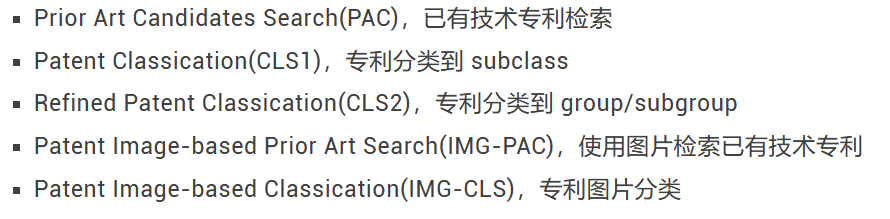 Prior Art Candidates Search(PAC)，已有技术专利检索
Patent Classication(CLS1)，专利分类到 subclass
Refined Patent Classication(CLS2)，专利分类到 group/subgroup
Patent Image-based Prior Art Search(IMG-PAC)，使用图片检索已有技术专利
Patent Image-based Classication(IMG-CLS)，专利图片分类